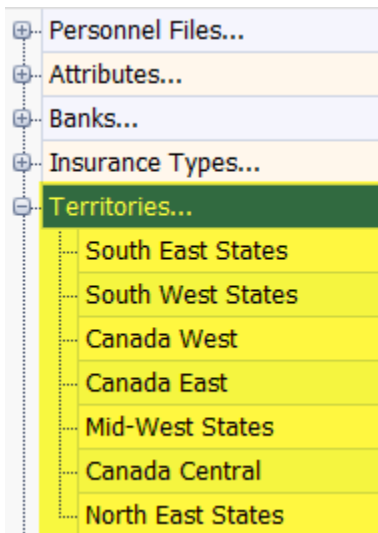 Personnel Files...
Attributes...
Banks...
Insurance Types...
Territories...
South East States
South West States
Canada West
Canada East
Mid-West States
Canada Central
North East States